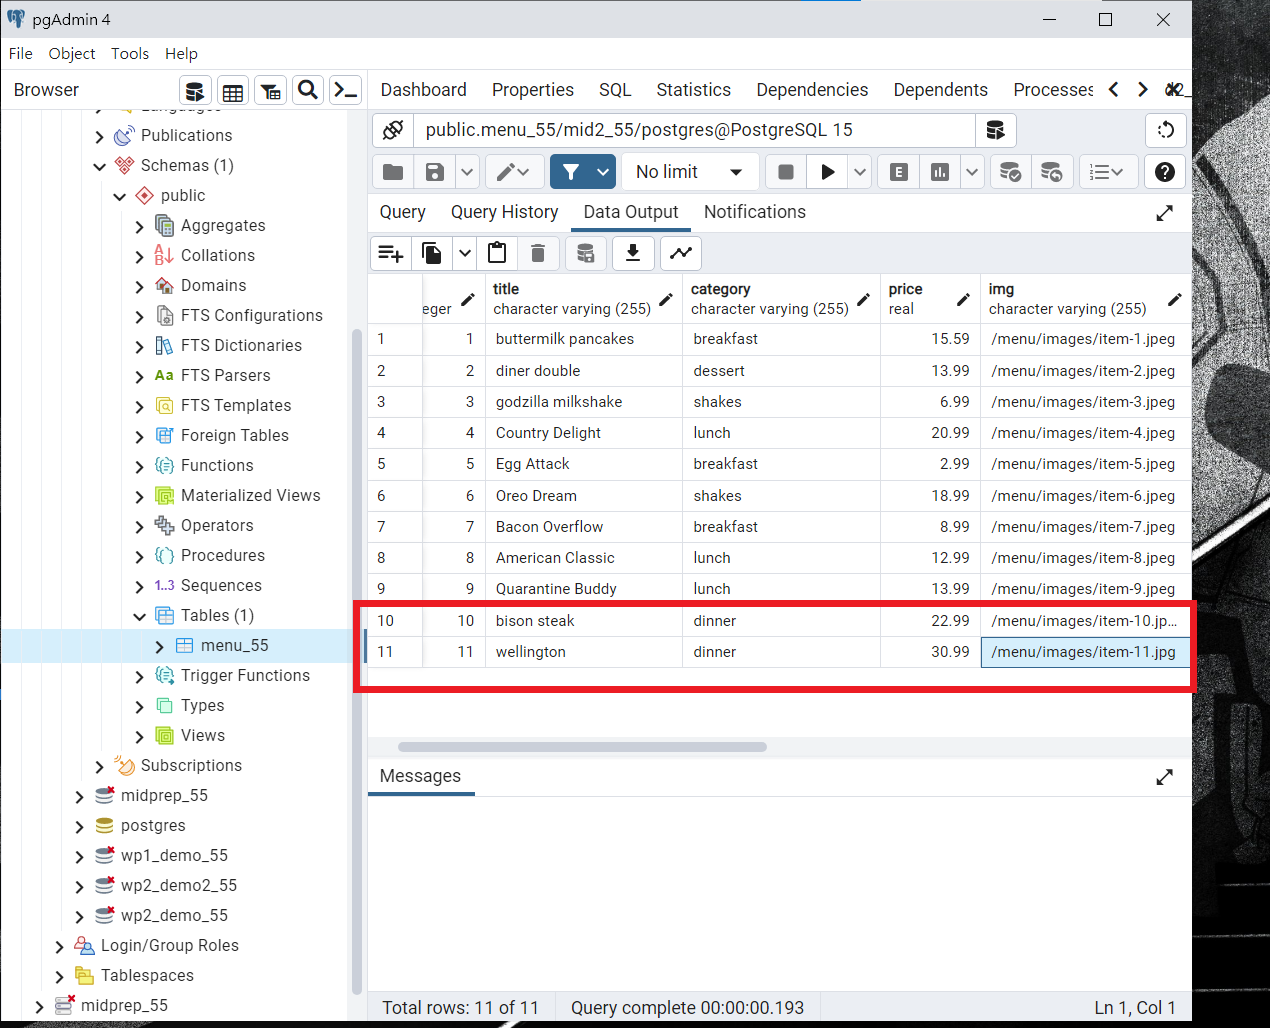 pgAdmin 4
File Object Tools Help
Browser
Dashboard Properties SQL Statistics Dependencies Dependents Processes
public.menu_55/mid2_55/postgres@PostgreSQL 15
No limit
Query Query History Data Output Notifications
Languages
Publications
Schemas (1)
public
Aggregates
Collations
Domains
FTS Configurations
FTS Dictionaries
Aa FTS Parsers
FTS Templates
Foreign Tables
Functions
Materialized Views
Operators
Procedures
1..3 Sequences
Tables (1)
menu_55
Trigger Functions
Types
Views
Subscriptions
midprep_55
postgres
wp1_demo_55
wp2_demo2_55
wp2_demo_55
Login/Group Roles
Tablespaces
midprep_55
title category price img
eger character varying (255) character varying (255) real character varying (255)
1 1 buttermilk pancakes breakfast 15.59 /menu/images/item-1.jpeg
2 2 diner double dessert 13.99 /menu/images/item-2.jpeg
3 3 godzilla milkshake shakes 6.99 /menu/images/item-3.jpeg
4 4 Country Delight lunch 20.99 /menu/images/item-4.jpeg
5 5 Egg Attack breakfast 2.99 /menu/images/item-5.jpeg
6 6 Oreo Dream shakes 18.99 /menu/images/item-6.jpeg
7 7 Bacon Overflow breakfast 8.99 /menu/images/item-7.jpeg
8 8 American Classic lunch 12.99 /menu/images/item-8.jpeg
9 9 Quarantine Buddy lunch 13.99 /menu/images/item-9.jpeg
10 10 bison steak dinner 22.99 /menu/images/item-10.jp...
11 11 wellington dinner 30.99 /menu/images/item-11.jpg
Messages
Total rows: 11 of 11 Query complete 00:00:00.193 Ln 1, Col 1